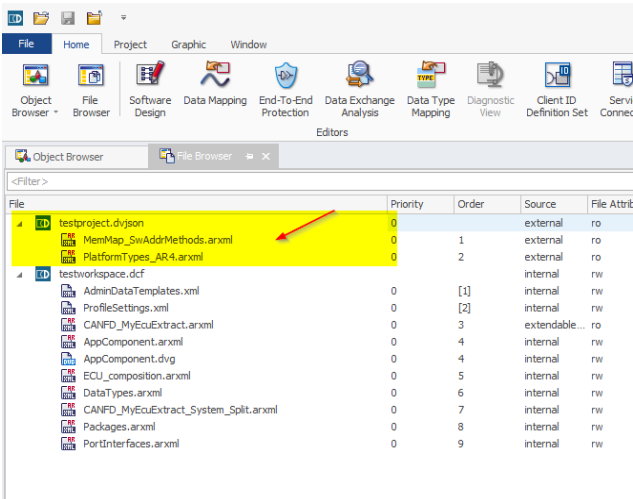 File Home Project Graphic Window
Object Browser File Browser Software Design Data Mapping End-To-End Protection Data Exchange Analysis Data Type Mapping Diagnostic View Client ID Definition Set
Editors
Object Browser File Browser
<Filter>
File Priority Order Source File Attrib
testproject.dvjson 0 external ro
MemMap_SwAddrMethods.arxml 0 1 external ro
PlatformTypes_AR4.arxml 0 2 external ro
testworkspace.dcf internal rw
AdminDataTemplates.xml 0 [1] internal rw
ProfileSettings.xml 0 [2] internal rw
CANFD_MyEcuExtract.arxml 0 3 extendable... ro
AppComponent.arxml 0 4 internal rw
AppComponent.dvg 0 4 internal rw
ECU_composition.arxml 0 5 internal rw
DataTypes.arxml 0 6 internal rw
CANFD_MyEcuExtract_System_Split.arxml 0 7 internal rw
Packages.arxml 0 8 internal rw
PortInterfaces.arxml 0 9 internal rw